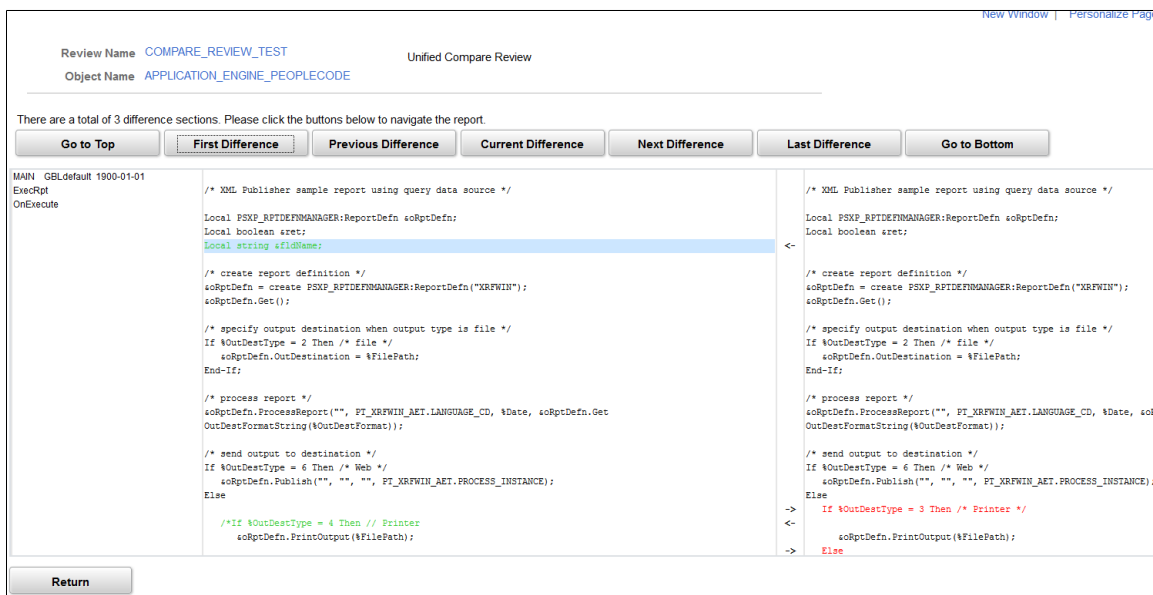 New Window | Personalize Page
Review Name COMPARE_REVIEW_TEST
Unified Compare Review
Object Name APPLICATION_ENGINE_PEOPLECODE
There are a total of 3 difference sections. Please click the buttons below to navigate the report.
Go to Top First Difference Previous Difference Current Difference Next Difference Last Difference Go to Bottom
MAIN GBLdefault 1900-01-01
ExecRpt
OnExecute
/* XML Publisher sample report using query data source */
Local PSXP_RPTDEFNMANAGER:ReportDefn &oRptDefn;
Local boolean &ret;
Local string &fldName;
/* create report definition */
&oRptDefn = create PSXP_RPTDEFNMANAGER:ReportDefn("XRFWIN");
&oRptDefn.Get();
/* specify output destination when output type is file */
If %OutDestType = 2 Then /* file */
&oRptDefn.OutDestination = %FilePath;
End-If;
/* process report */
&oRptDefn.ProcessReport("", PT_XRFWIN_AET.LANGUAGE_CD, %Date, &oRptDefn.Get
OutDestFormatString(%OutDestFormat));
/* send output to destination */
If %OutDestType = 6 Then /* Web */
&oRptDefn.Publish("", "", "", PT_XRFWIN_AET.PROCESS_INSTANCE);
Else
/*If %OutDestType = 4 Then // Printer
&oRptDefn.PrintOutput(%FilePath);
<-
->
<-
->
/* XML Publisher sample report using query data source */
Local PSXP_RPTDEFNMANAGER:ReportDefn &oRptDefn;
Local boolean &ret;
/* create report definition */
&oRptDefn = create PSXP_RPTDEFNMANAGER:ReportDefn("XRFWIN");
&oRptDefn.Get();
/* specify output destination when output type is file */
If %OutDestType = 2 Then /* file */
&oRptDefn.OutDestination = %FilePath;
End-If;
/* process report */
&oRptDefn.ProcessReport("", PT_XRFWIN_AET.LANGUAGE_CD, %Date,
OutDestFormatString(%OutDestFormat));
/* send output to destination */
If %OutDestType = 6 Then /* Web */
&oRptDefn.Publish("", "", "", PT_XRFWIN_AET.PROCESS_INSTANCE);
Else
If %OutDestType = 3 Then /* Printer */
&oRptDefn.PrintOutput(%FilePath);
Else
Return